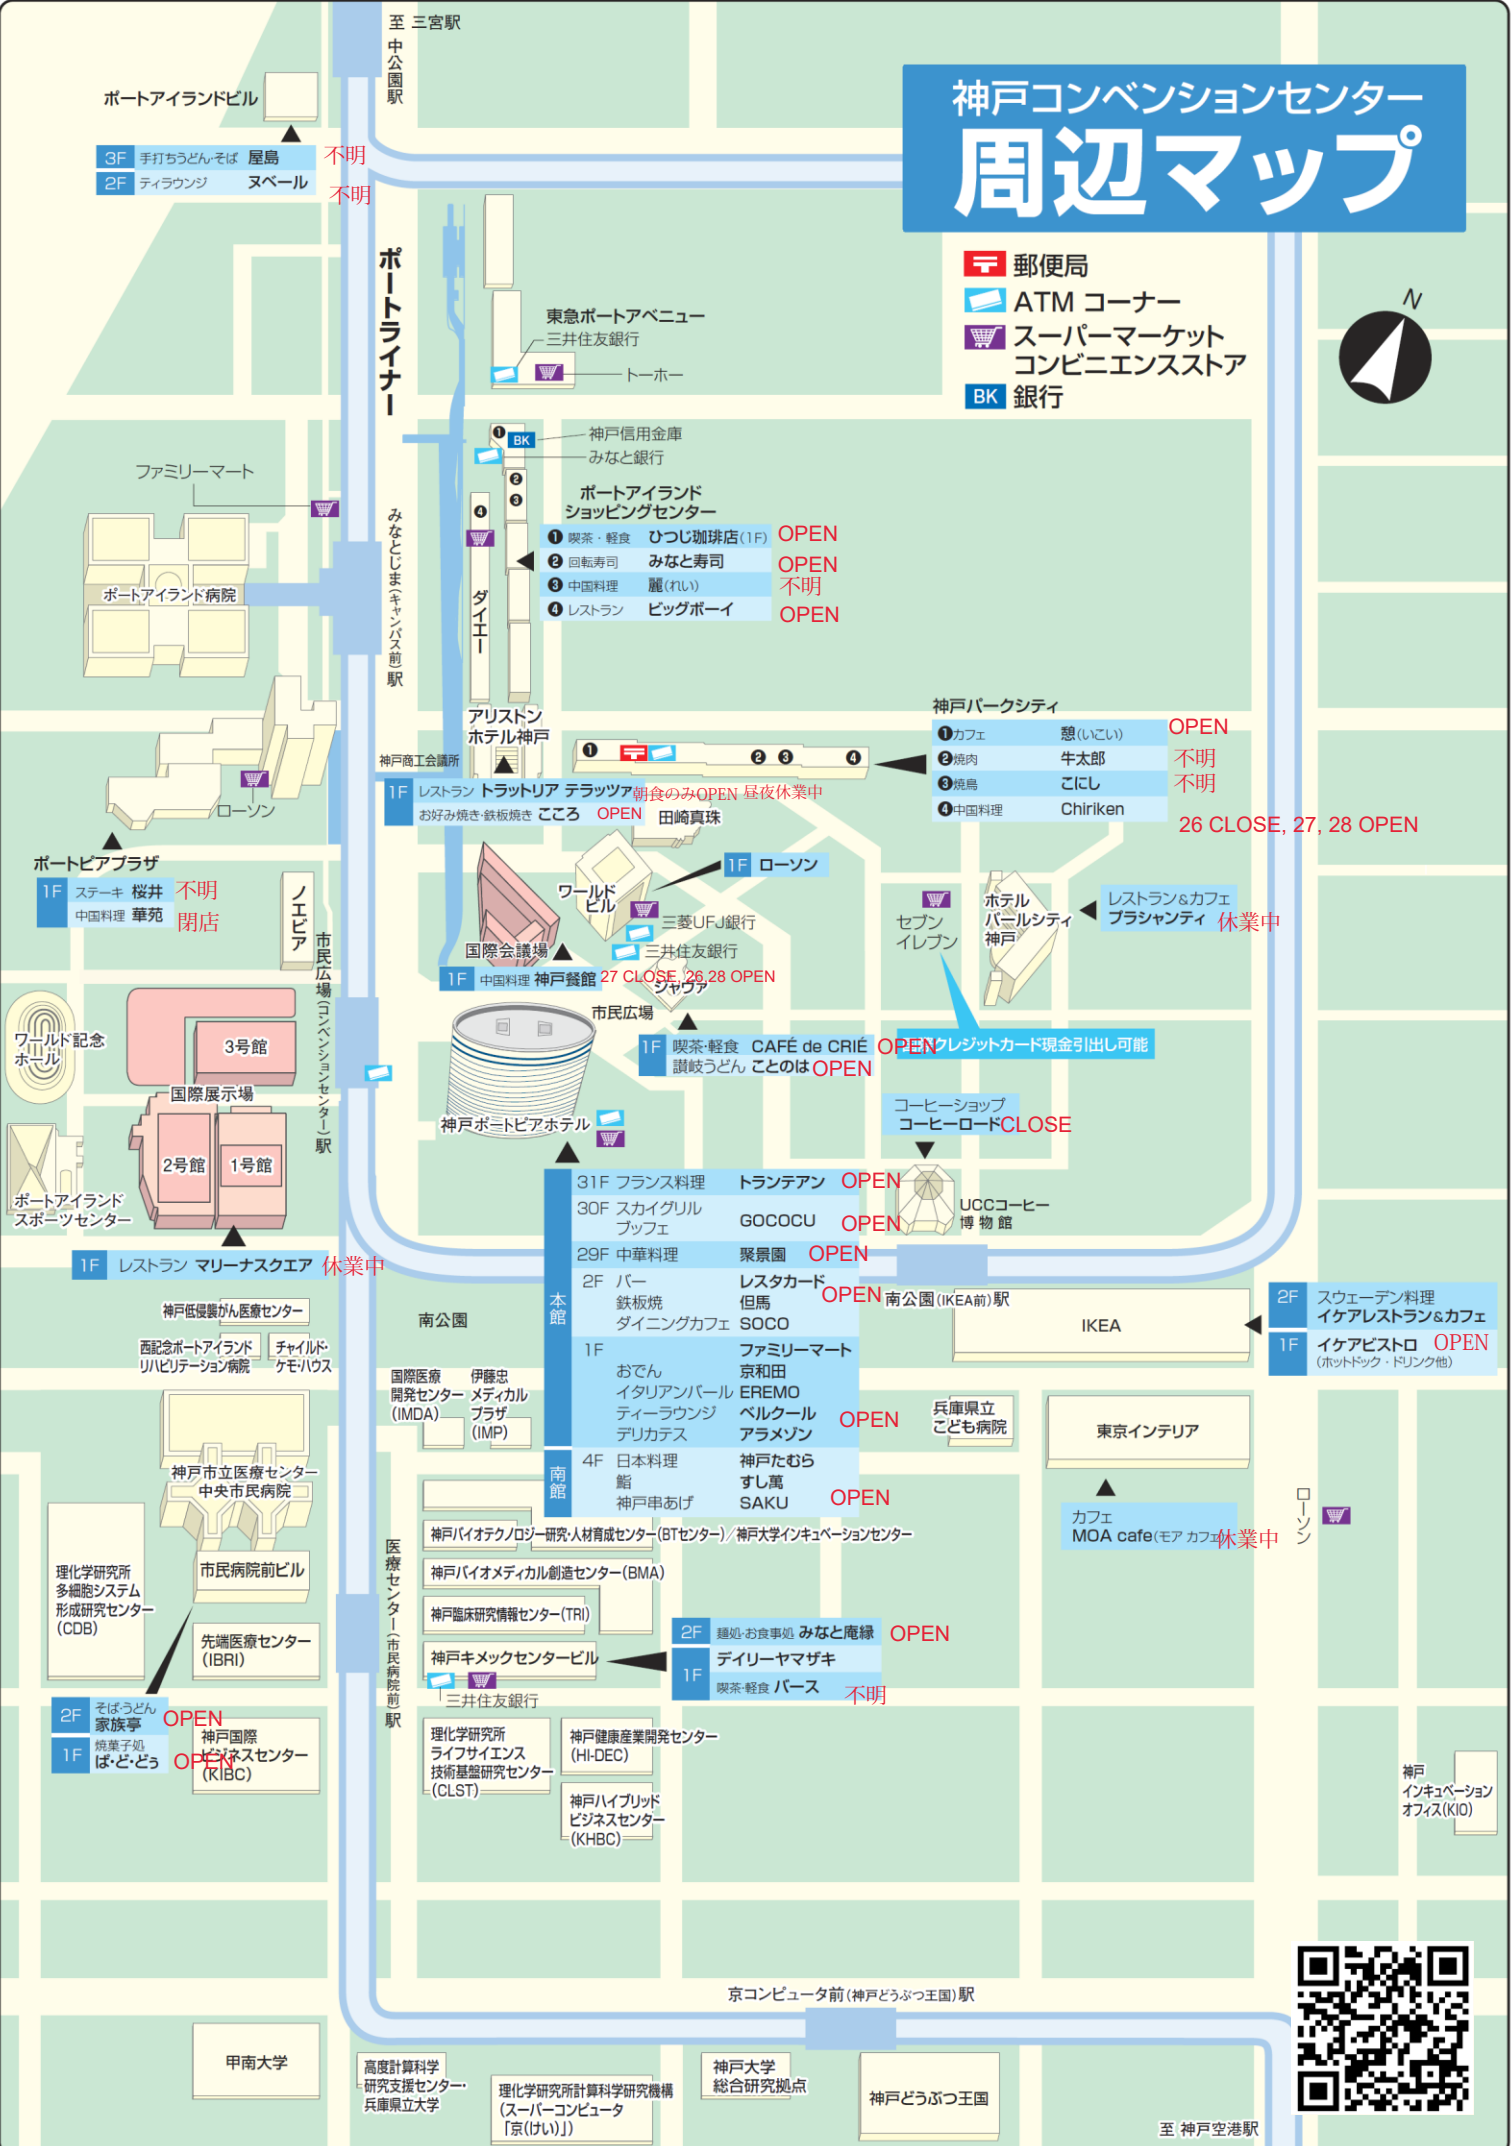 至 三宮駅
中公園駅
神戸コンベンションセンター
周辺マップ
ポートアイランドビル
3F 手打ちうどん・そば 屋島 不明
2F ティラウンジ ヌベール 不明
ポートライナー
郵便局
ATM コーナー
スーパーマーケット
コンビニエンスストア
BK 銀行
N
東急ポートアベニュー
三井住友銀行
トーホー
❶
BK
神戸信用金庫
みなと銀行
❷
❸
❹
ファミリーマート
みなとじま(キャンパス前)駅
ポートアイランド
ショッピングセンター
❶ 喫茶・軽食 ひつじ珈琲店(1F) OPEN
❷ 回転寿司 みなと寿司 OPEN
❸ 中国料理 麗(れい) 不明
❹ レストラン ビッグボーイ OPEN
ポートアイランド病院
ダイエー
アリストン
ホテル神戸
神戸商工会議所
❶
❷ ❸ ❹
神戸パークシティ
❶カフェ 憩(いこい) OPEN
❷焼肉 牛太郎 不明
❸焼鳥 こにし 不明
❹中国料理 Chiriken
26 CLOSE, 27, 28 OPEN
1F レストラン トラットリア テラッツァ 朝食のみOPEN 昼夜休業中
お好み焼き・鉄板焼き こころ OPEN
田崎真珠
ローソン
ポートピアプラザ
1F ステーキ 桜井 不明
中国料理 華苑 閉店
ノエビア
市民広場(コンベンションセンター)駅
ワールド
ビル
1F ローソン
三菱UFJ銀行
三井住友銀行
国際会議場
1F 中国料理 神戸餐館 27 CLOSE, 26,28 OPEN
シャヴァ
市民広場
1F 喫茶・軽食 CAFÉ de CRIÉ OPEN
讃岐うどん ことのは OPEN
セブン
イレブン
クレジットカード現金引出し可能
ホテル
パールシティ
神戸
レストラン&カフェ
プラシャンティ 休業中
ワールド記念
ホール
3号館
国際展示場
2号館 1号館
ポートアイランド
スポーツセンター
1F レストラン マリーナスクエア 休業中
神戸ポートピアホテル
コーヒーショップ
コーヒーロード CLOSE
UCCコーヒー
博物館
本館
31F フランス料理 トランテアン OPEN
30F スカイグリル
ブッフェ GOCOCU OPEN
29F 中華料理 聚景園 OPEN
2F バー レスタカード
鉄板焼 但馬 OPEN
ダイニングカフェ SOCO
1F ファミリーマート
おでん 京和田
イタリアンバール EREMO
ティーラウンジ ベルクール OPEN
デリカテス アラメゾン
南館
4F 日本料理 神戸たむら
鮨 すし萬
神戸串あげ SAKU OPEN
南公園(IKEA前)駅
IKEA
2F スウェーデン料理
イケアレストラン&カフェ
1F イケアビストロ OPEN
(ホットドック・ドリンク他)
神戸低侵襲がん医療センター
西記念ポートアイランド
リハビリテーション病院
チャイルド・
ケモ・ハウス
南公園
国際医療
開発センター
(IMDA)
伊藤忠
メディカル
プラザ
(IMP)
兵庫県立
こども病院
東京インテリア
カフェ
MOA cafe(モア カフェ) 休業中
ローソン
神戸市立医療センター
中央市民病院
市民病院前ビル
理化学研究所
多細胞システム
形成研究センター
(CDB)
先端医療センター
(IBRI)
医療センター(市民病院前)駅
神戸バイオテクノロジー研究・人材育成センター(BTセンター)/神戸大学インキュベーションセンター
神戸バイオメディカル創造センター(BMA)
神戸臨床研究情報センター(TRI)
神戸キメックセンタービル
三井住友銀行
2F 麺処・お食事処 みなと庵縁 OPEN
1F デイリーヤマザキ
喫茶・軽食 バース 不明
2F そば・うどん
家族亭 OPEN
1F 焼菓子処
ぱ・ど・どぅ OPEN
神戸国際
ビジネスセンター
(KIBC)
理化学研究所
ライフサイエンス
技術基盤研究センター
(CLST)
神戸健康産業開発センター
(HI-DEC)
神戸ハイブリッド
ビジネスセンター
(KHBC)
神戸
インキュベーション
オフィス(KIO)
京コンピュータ前(神戸どうぶつ王国)駅
甲南大学
高度計算科学
研究支援センター・
兵庫県立大学
理化学研究所計算科学研究機構
(スーパーコンピュータ
「京(けい)」)
神戸大学
総合研究拠点
神戸どうぶつ王国
至 神戸空港駅